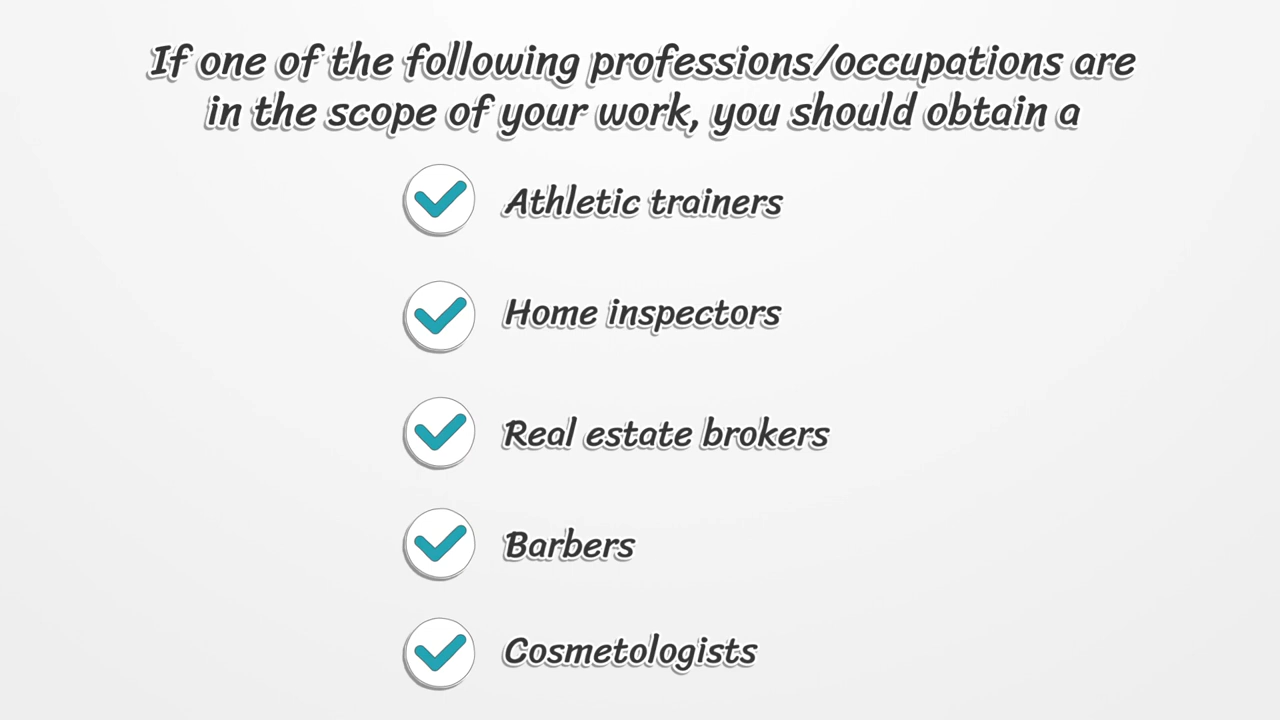 If one of the following professions/occupations are
in the scope of your work, you should obtain a
Athletic trainers
Home inspectors
Real estate brokers
Barbers
Cosmetologists